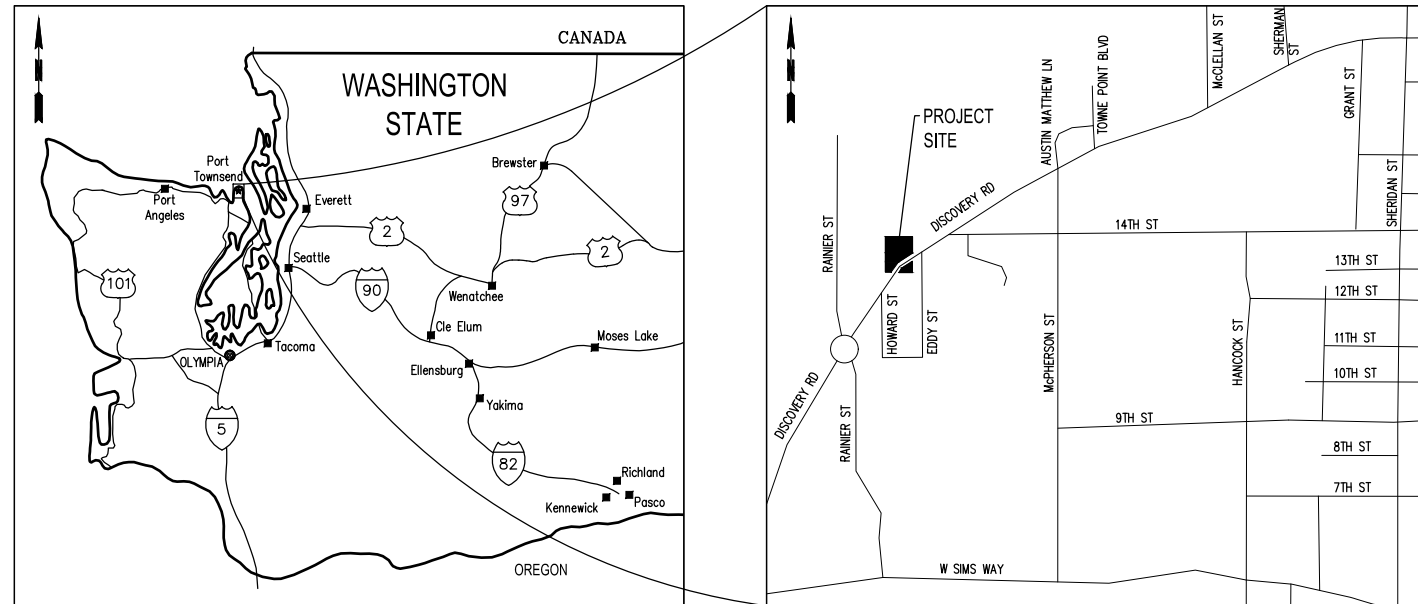 N
CANADA
WASHINGTON
STATE
Port
Townsend
Port
Angeles
Everett
Brewster
97
2
2
Seattle
101
90
Wenatchee
Cle Elum
Moses Lake
Tacoma
OLYMPIA
Ellensburg
Yakima
5
82
Richland
Kennewick
Pasco
OREGON
N
PROJECT
SITE
AUSTIN MATTHEW LN
TOWNE POINT BLVD
McCLELLAN ST
SHERMAN
ST
GRANT ST
SHERIDAN ST
RAINIER ST
DISCOVERY RD
14TH ST
13TH ST
12TH ST
HOWARD ST
EDDY ST
McPHERSON ST
HANCOCK ST
11TH ST
10TH ST
DISCOVERY RD
RAINIER ST
9TH ST
8TH ST
7TH ST
W SIMS WAY